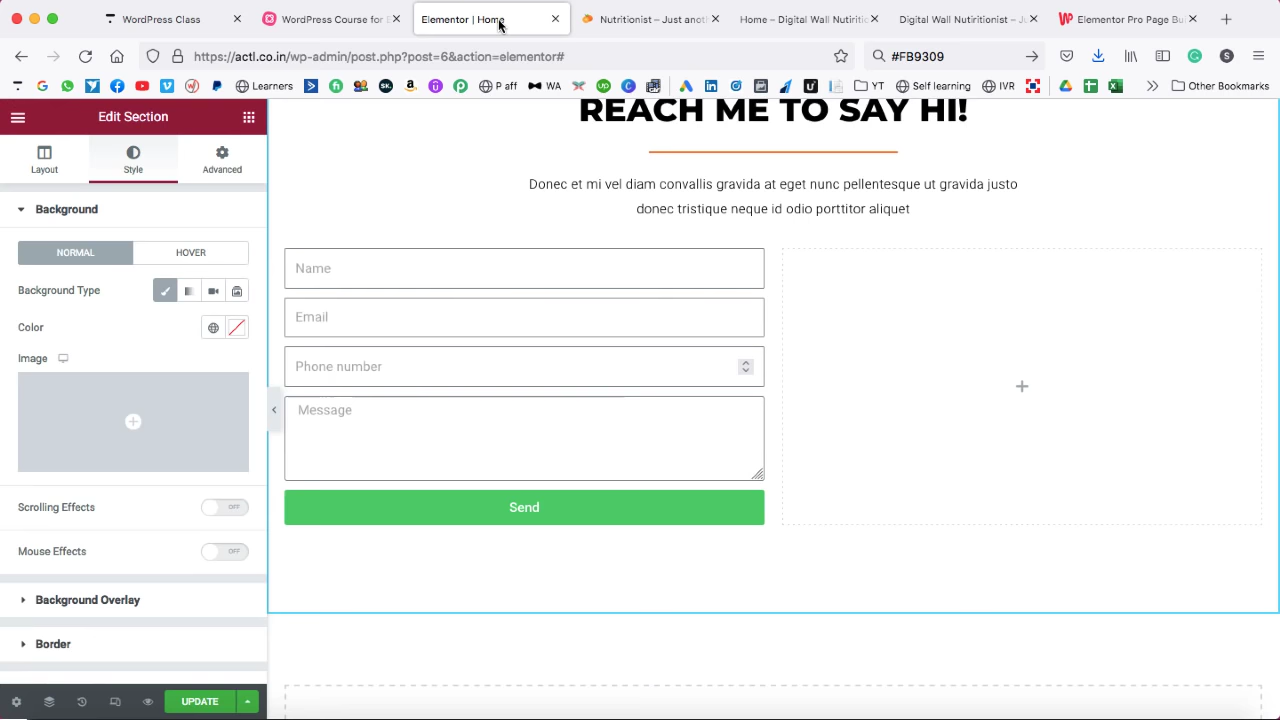 WordPress Class
WordPress Course for E
Elementor | Home
Nutritionist – Just anoth
Home – Digital Wall Nutiritic
Digital Wall Nutiritionist – J
Elementor Pro Page Bu
https://actl.co.in/wp-admin/post.php?post=6&action=elementor#
#FB9309
Learners
P aff
WA
YT
Self learning
IVR
Other Bookmarks
Edit Section
Layout
Style
Advanced
Background
NORMAL
HOVER
Background Type
Color
Image
Scrolling Effects
OFF
Mouse Effects
OFF
Background Overlay
Border
UPDATE
REACH ME TO SAY HI!
Donec et mi vel diam convallis gravida at eget nunc pellentesque ut gravida justo
donec tristique neque id odio porttitor aliquet
Name
Email
Phone number
Message
Send